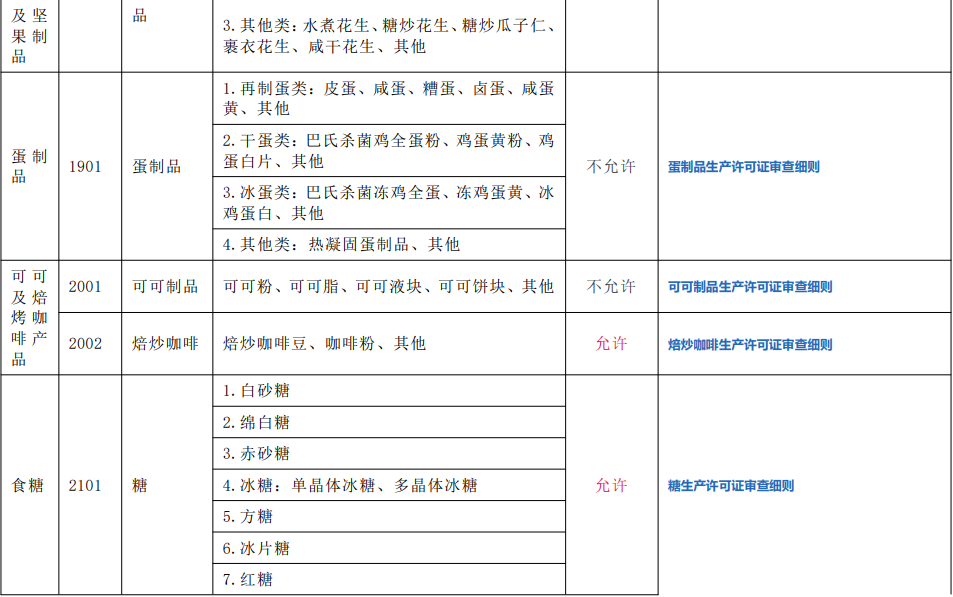 及坚
果制
品
品
3.其他类：水煮花生、糖炒花生、糖炒瓜子仁、
裹衣花生、咸干花生、其他
蛋制
品
1901
蛋制品
1.再制蛋类：皮蛋、咸蛋、糟蛋、卤蛋、咸蛋
黄、其他
2.干蛋类：巴氏杀菌鸡全蛋粉、鸡蛋黄粉、鸡
蛋白片、其他
3.冰蛋类：巴氏杀菌冻鸡全蛋、冻鸡蛋黄、冰
鸡蛋白、其他
4.其他类：热凝固蛋制品、其他
不允许
蛋制品生产许可证审查细则
可可
及焙
烤咖
啡产
品
2001
可可制品
可可粉、可可脂、可可液块、可可饼块、其他
不允许
可可制品生产许可证审查细则
2002
焙炒咖啡
焙炒咖啡豆、咖啡粉、其他
允许
焙炒咖啡生产许可证审查细则
食糖
2101
糖
1.白砂糖
2.绵白糖
3.赤砂糖
4.冰糖：单晶体冰糖、多晶体冰糖
5.方糖
6.冰片糖
7.红糖
允许
糖生产许可证审查细则